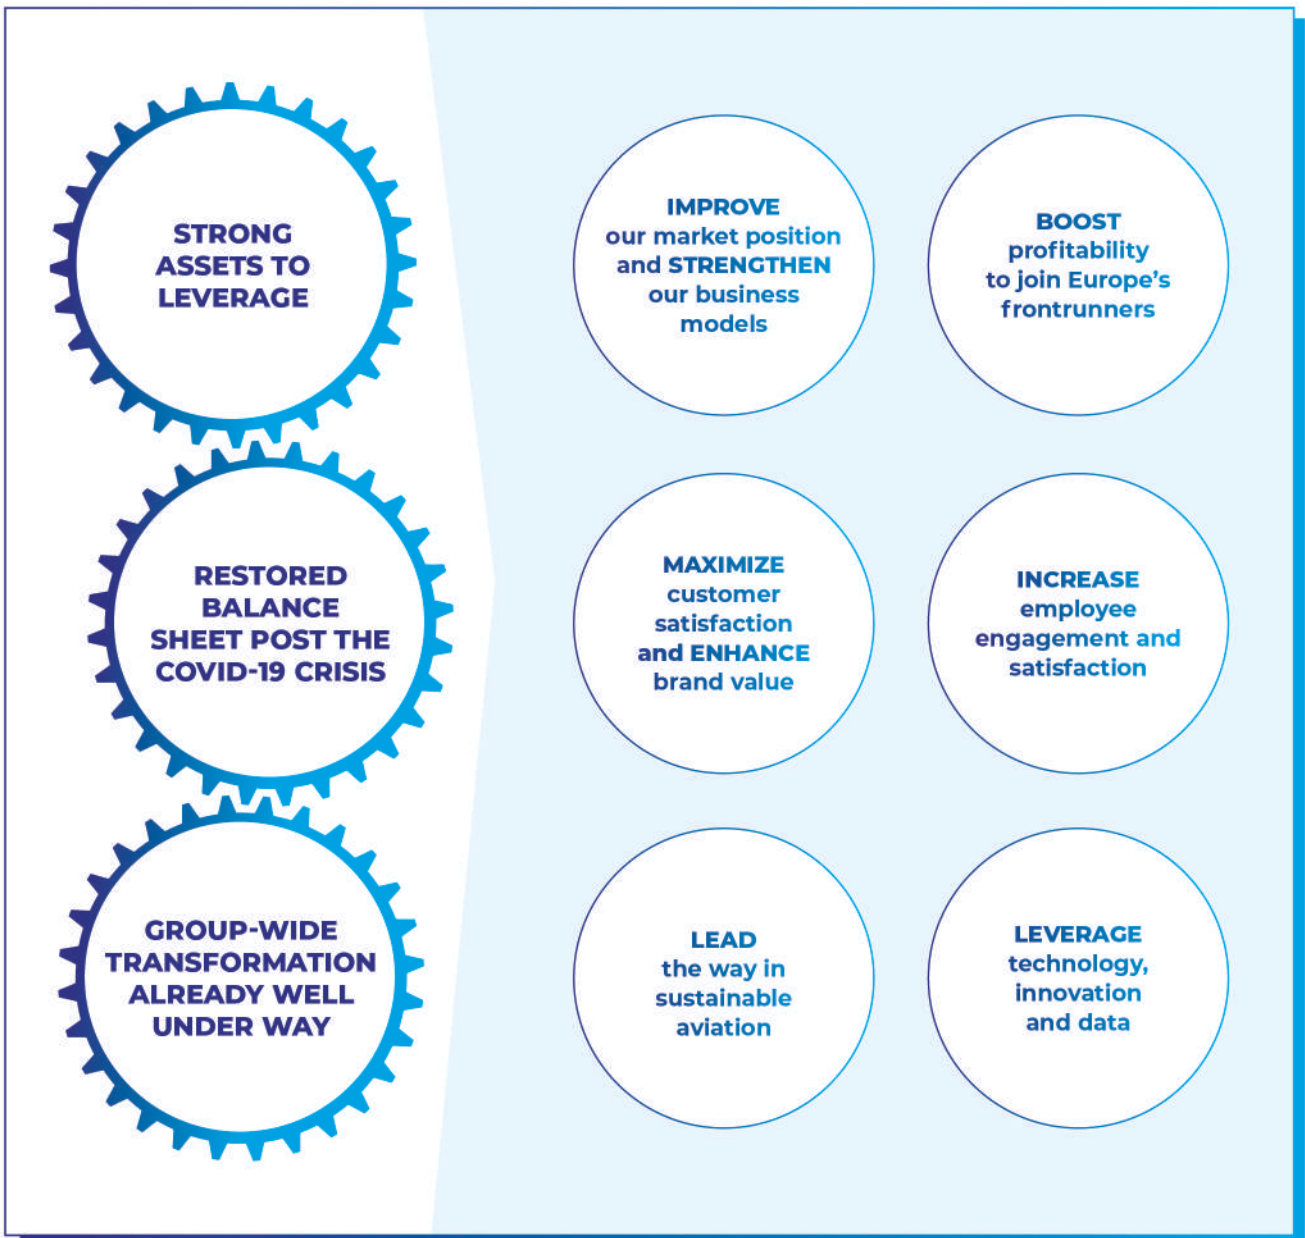 STRONG
ASSETS TO
LEVERAGE
RESTORED
BALANCE
SHEET POST THE
COVID-19 CRISIS
GROUP-WIDE
TRANSFORMATION
ALREADY WELL
UNDER WAY
IMPROVE
our market position
and STRENGTHEN
our business
models
BOOST
profitability
to join Europe’s
frontrunners
MAXIMIZE
customer
satisfaction
and ENHANCE
brand value
INCREASE
employee
engagement and
satisfaction
LEAD
the way in
sustainable
aviation
LEVERAGE
technology,
innovation
and data